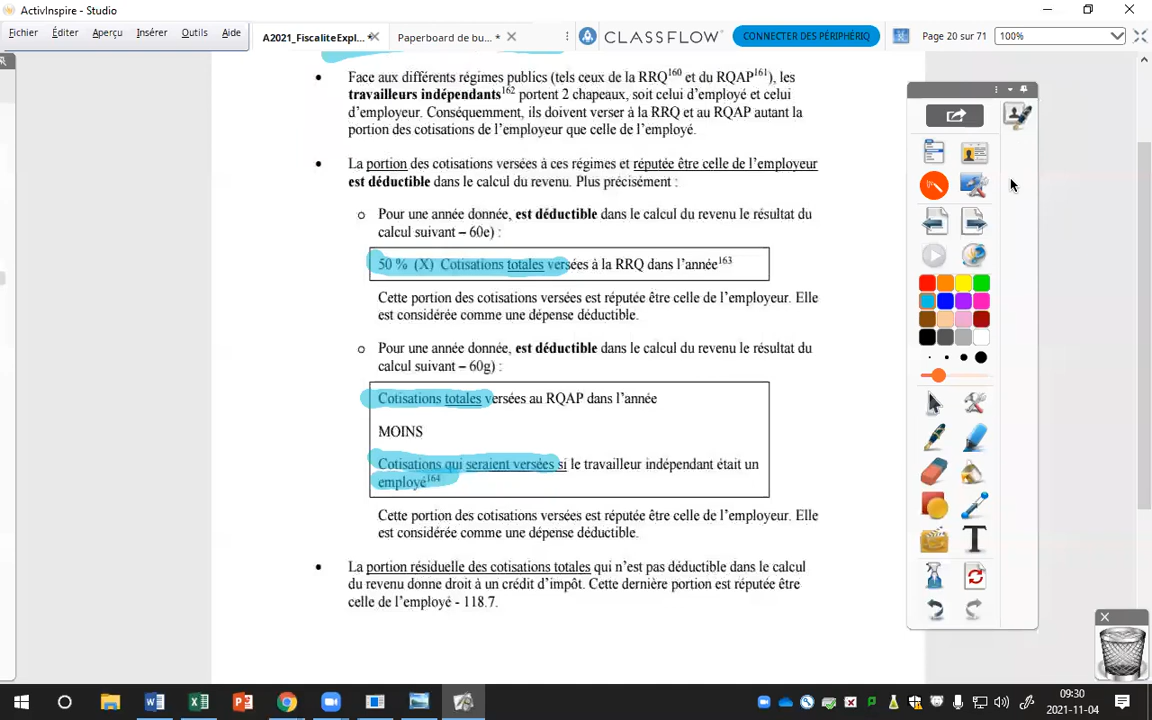 ActivInspire - Studio
Fichier Éditer Aperçu Insérer Outils Aide
A2021_FiscaliteExpl...
Paperboard de bu... *
CLASSFLOW
CONNECTER DES PÉRIPHÉRIQ
Page 20 sur 71
100%
• Face aux différents régimes publics (tels ceux de la RRQ160 et du RQAP161), les
travailleurs indépendants162 portent 2 chapeaux, soit celui d'employé et celui
d'employeur. Conséquemment, ils doivent verser à la RRQ et au RQAP autant la
portion des cotisations de l'employeur que celle de l'employé.
• La portion des cotisations versées à ces régimes et réputée être celle de l'employeur
est déductible dans le calcul du revenu. Plus précisément :
o Pour une année donnée, est déductible dans le calcul du revenu le résultat du
calcul suivant – 60e) :
50 % (X) Cotisations totales versées à la RRQ dans l'année163
Cette portion des cotisations versées est réputée être celle de l'employeur. Elle
est considérée comme une dépense déductible.
o Pour une année donnée, est déductible dans le calcul du revenu le résultat du
calcul suivant – 60g) :
Cotisations totales versées au RQAP dans l'année
MOINS
Cotisations qui seraient versées si le travailleur indépendant était un
employé164
Cette portion des cotisations versées est réputée être celle de l'employeur. Elle
est considérée comme une dépense déductible.
• La portion résiduelle des cotisations totales qui n'est pas déductible dans le calcul
du revenu donne droit à un crédit d'impôt. Cette dernière portion est réputée être
celle de l'employé - 118.7.
09:30
2021-11-04